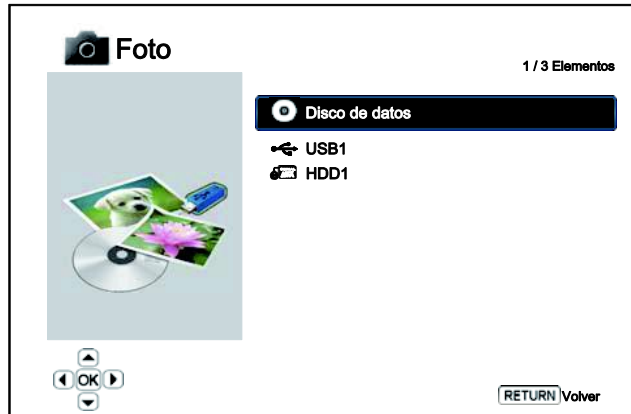 Foto
1 / 3 Elementos
Disco de datos
USB1
HDD1
OK
RETURN Volver